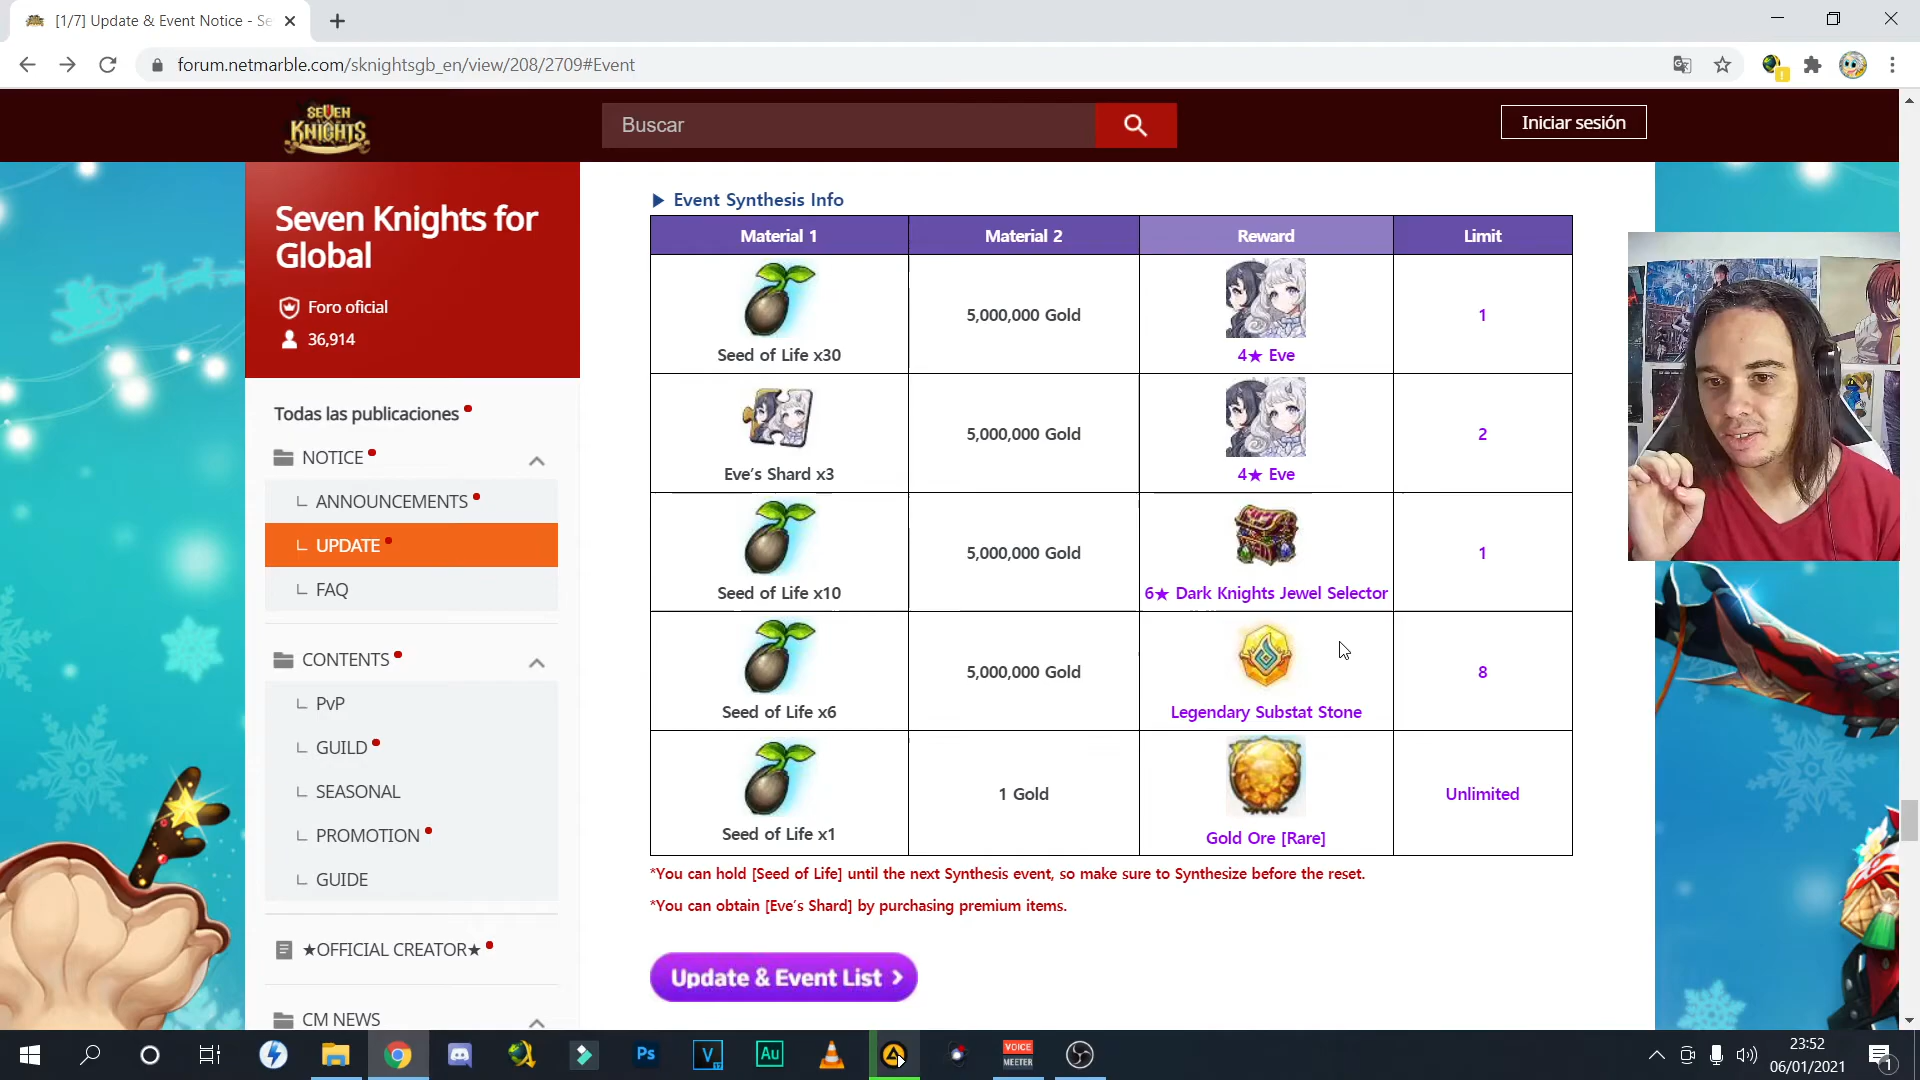 [1/7] Update & Event Notice - Se
forum.netmarble.com/sknightsgb_en/view/208/2709#Event
SEVEN
KNIGHTS
Buscar
Iniciar sesión
Seven Knights for
Global
Foro oficial
36,914
Todas las publicaciones
NOTICE
ANNOUNCEMENTS
UPDATE
FAQ
CONTENTS
PvP
GUILD
SEASONAL
PROMOTION
GUIDE
★OFFICIAL CREATOR★
CM NEWS
▶ Event Synthesis Info
Material 1 Material 2 Reward Limit
Seed of Life x30 5,000,000 Gold 4★ Eve 1
Eve's Shard x3 5,000,000 Gold 4★ Eve 2
Seed of Life x10 5,000,000 Gold 6★ Dark Knights Jewel Selector 1
Seed of Life x6 5,000,000 Gold Legendary Substat Stone 8
Seed of Life x1 1 Gold Gold Ore [Rare] Unlimited
*You can hold [Seed of Life] until the next Synthesis event, so make sure to Synthesize before the reset.
*You can obtain [Eve's Shard] by purchasing premium items.
Update & Event List >
Ps
V
Au
VOICE
MEETER
23:52
06/01/2021
1